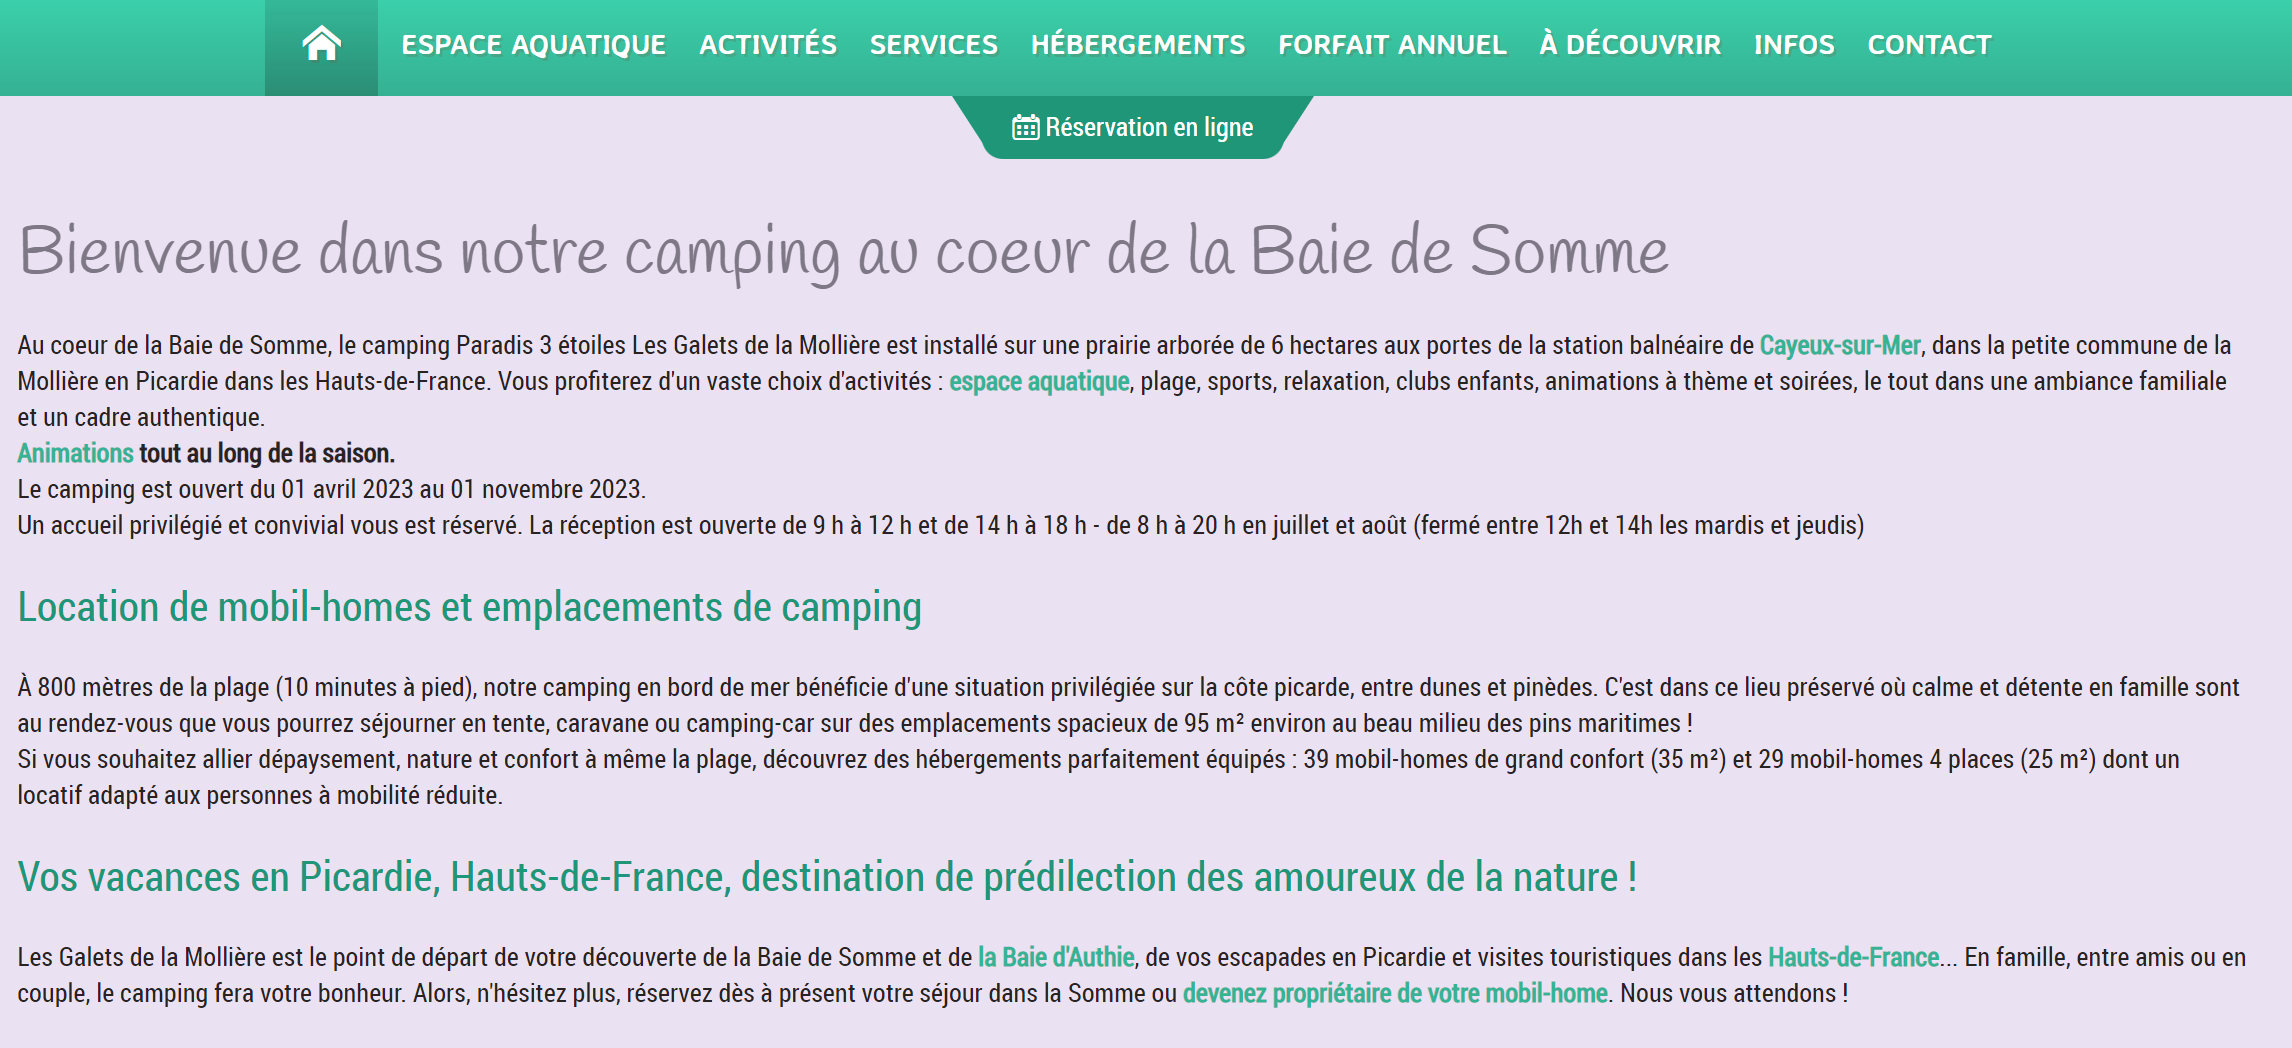 ESPACE AQUATIQUE ACTIVITÉS SERVICES HÉBERGEMENTS FORFAIT ANNUEL À DÉCOUVRIR INFOS CONTACT
Réservation en ligne
Bienvenue dans notre camping au coeur de la Baie de Somme
Au coeur de la Baie de Somme, le camping Paradis 3 étoiles Les Galets de la Mollière est installé sur une prairie arborée de 6 hectares aux portes de la station balnéaire de Cayeux-sur-Mer, dans la petite commune de la
Mollière en Picardie dans les Hauts-de-France. Vous profiterez d'un vaste choix d'activités : espace aquatique, plage, sports, relaxation, clubs enfants, animations à thème et soirées, le tout dans une ambiance familiale
et un cadre authentique.
Animations tout au long de la saison.
Le camping est ouvert du 01 avril 2023 au 01 novembre 2023.
Un accueil privilégié et convivial vous est réservé. La réception est ouverte de 9 h à 12 h et de 14 h à 18 h - de 8 h à 20 h en juillet et août (fermé entre 12h et 14h les mardis et jeudis)
Location de mobil-homes et emplacements de camping
À 800 mètres de la plage (10 minutes à pied), notre camping en bord de mer bénéficie d'une situation privilégiée sur la côte picarde, entre dunes et pinèdes. C'est dans ce lieu préservé où calme et détente en famille sont
au rendez-vous que vous pourrez séjourner en tente, caravane ou camping-car sur des emplacements spacieux de 95 m² environ au beau milieu des pins maritimes !
Si vous souhaitez allier dépaysement, nature et confort à même la plage, découvrez des hébergements parfaitement équipés : 39 mobil-homes de grand confort (35 m²) et 29 mobil-homes 4 places (25 m²) dont un
locatif adapté aux personnes à mobilité réduite.
Vos vacances en Picardie, Hauts-de-France, destination de prédilection des amoureux de la nature !
Les Galets de la Mollière est le point de départ de votre découverte de la Baie de Somme et de la Baie d'Authie, de vos escapades en Picardie et visites touristiques dans les Hauts-de-France... En famille, entre amis ou en
couple, le camping fera votre bonheur. Alors, n'hésitez plus, réservez dès à présent votre séjour dans la Somme ou devenez propriétaire de votre mobil-home. Nous vous attendons !